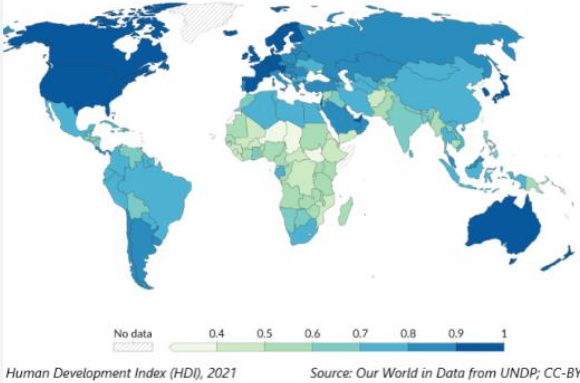 No data 0.4 0.5 0.6 0.7 0.8 0.9 1
Human Development Index (HDI), 2021 Source: Our World in Data from UNDP; CC-BY